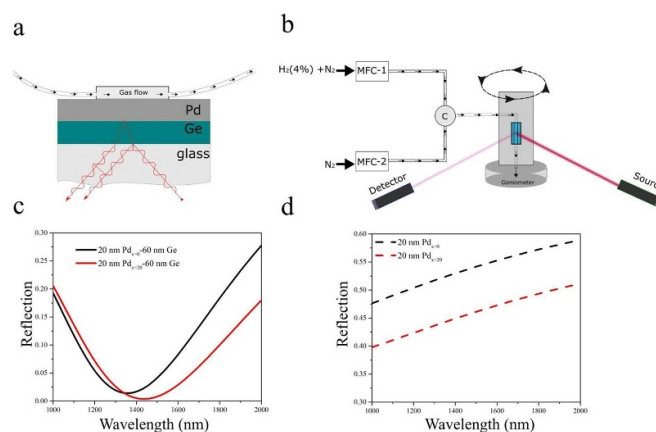 a
Gas flow
Pd
Ge
glass
b
H₂(4%) +N₂
MFC-1
C
N₂
MFC-2
Detector
Goniometer
Source
c
20 nm Pdₓ₌₀-60 nm Ge
20 nm Pdₓ₌₂₀-60 nm Ge
Reflection
0.30
0.25
0.20
0.15
0.10
0.05
0.00
1000 1200 1400 1600 1800 2000
Wavelength (nm)
d
20 nm Pdₓ₌₀
20 nm Pdₓ₌₂₀
Reflection
0.60
0.55
0.50
0.45
0.40
0.35
0.30
1000 1200 1400 1600 1800 2000
Wavelength (nm)